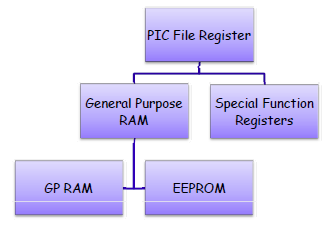 PIC File Register
General Purpose
RAM
Special Function
Registers
GP RAM
EEPROM